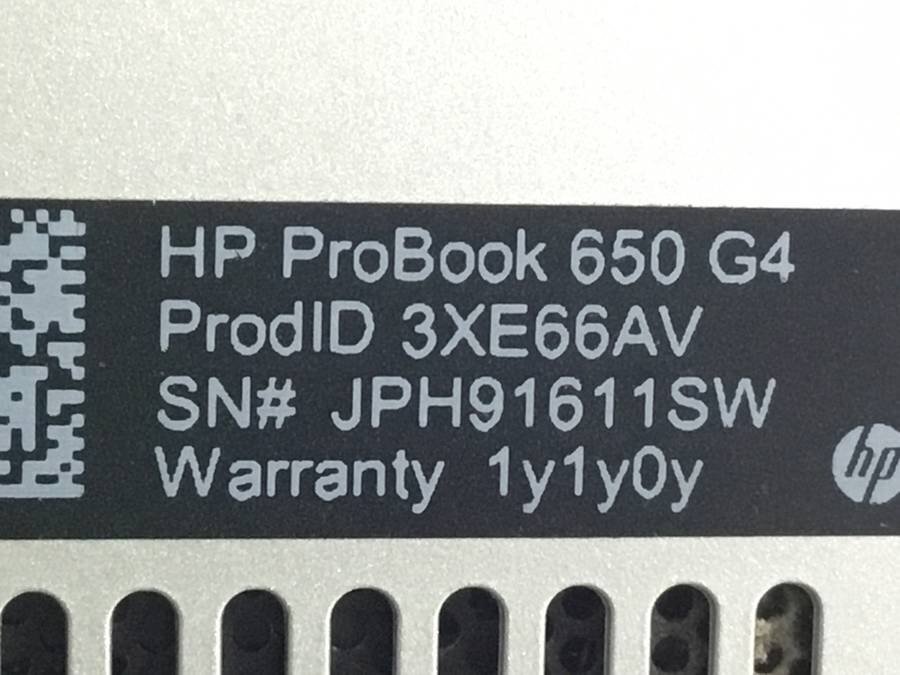 HP ProBook 650 G4
ProdID 3XE66AV
SN# JPH91611SW
Warranty 1y1y0y
hp